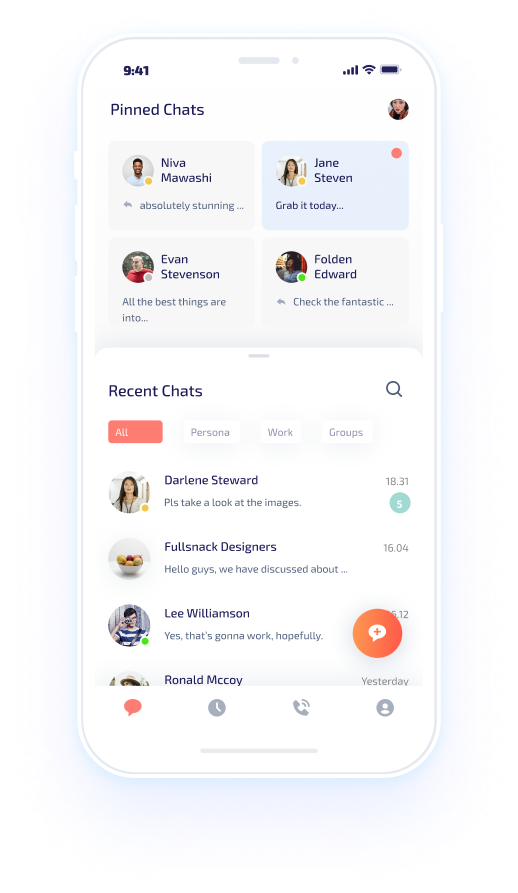 9:41
Pinned Chats
Niva
Mawashi
absolutely stunning ...
Jane
Steven
Grab it today...
Evan
Stevenson
All the best things are
into...
Folden
Edward
Check the fantastic ...
Recent Chats
All
Persona
Work
Groups
Darlene Steward
18.31
Pls take a look at the images.
5
Fullsnack Designers
16.04
Hello guys, we have discussed about ...
Lee Williamson
Yes, that's gonna work, hopefully.
Ronald Mccoy
Yesterday